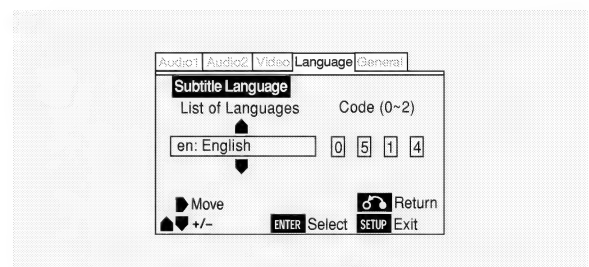 Audio1 Audio2 Video Language General
Subtitle Language
List of Languages Code (0~2)
en: English 0 5 1 4
Move Return
+/– ENTER Select SETUP Exit